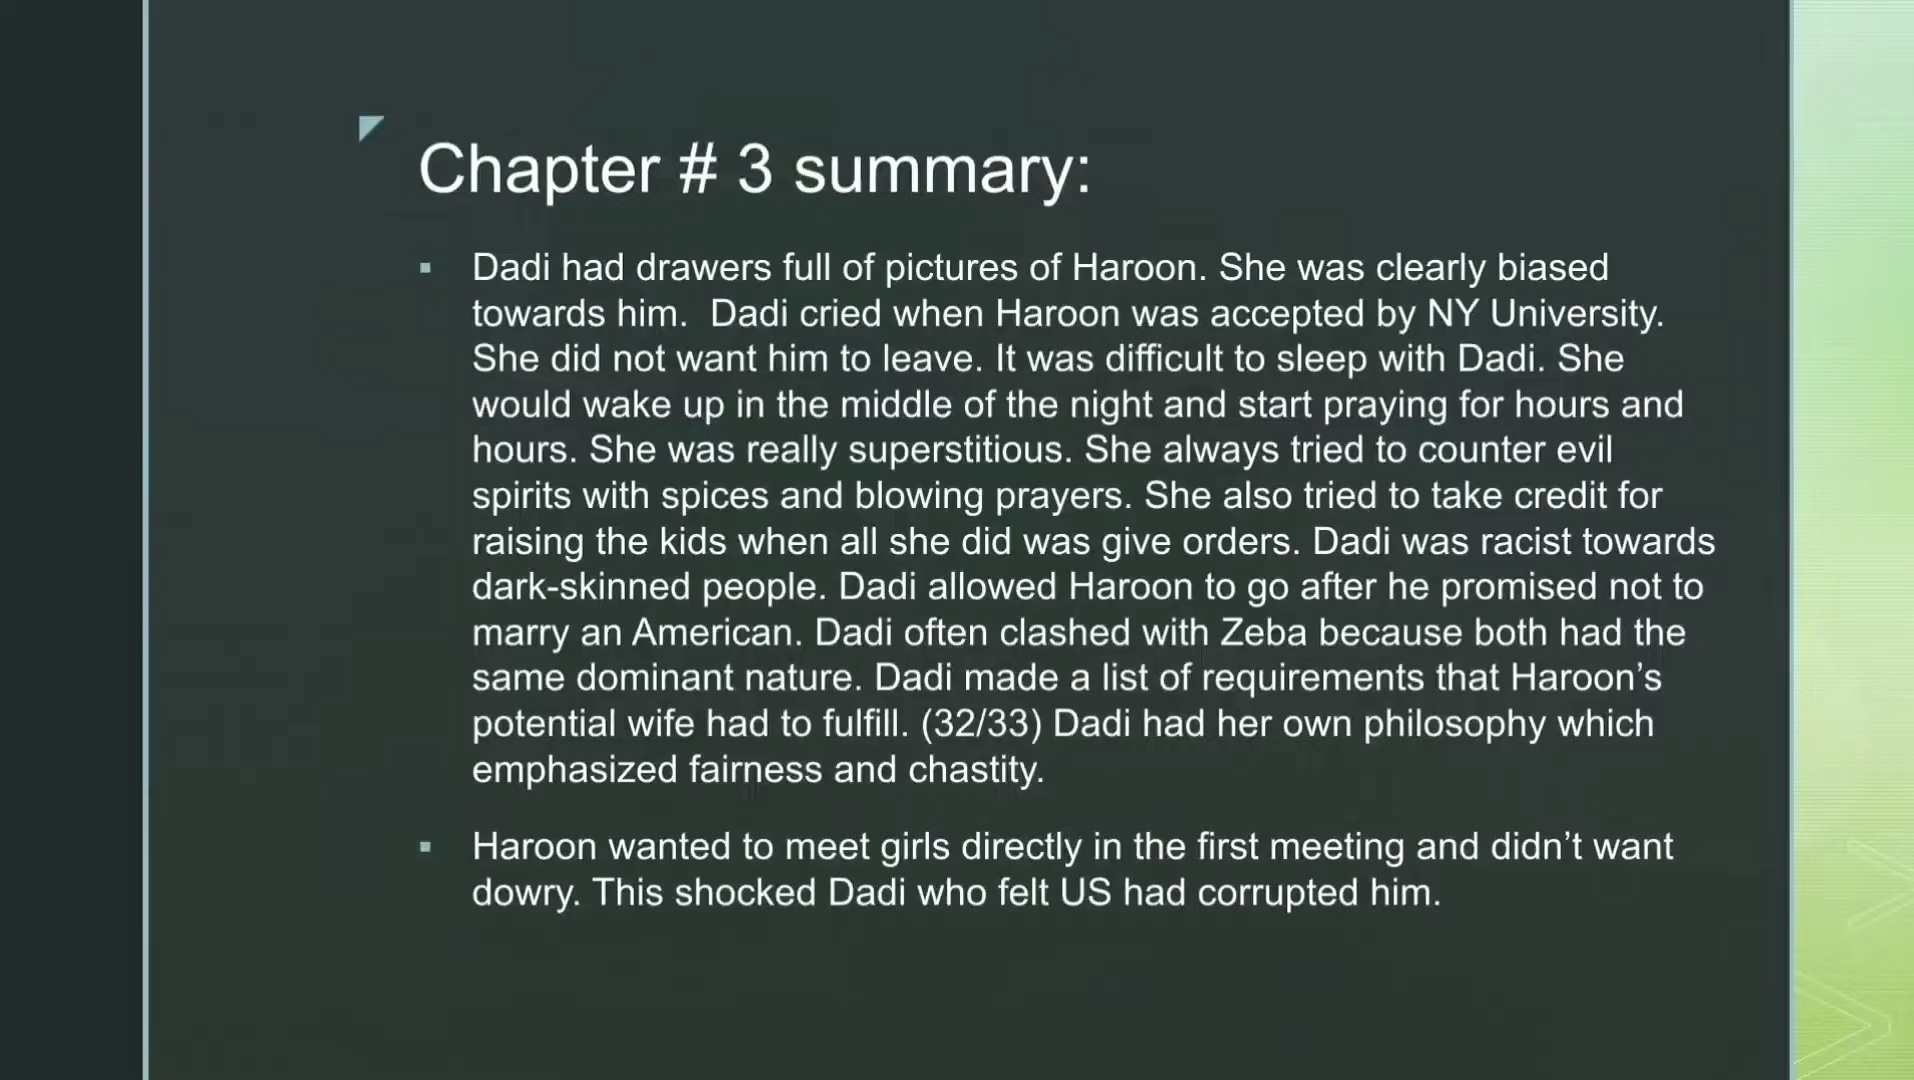 Chapter # 3 summary:
Dadi had drawers full of pictures of Haroon. She was clearly biased
towards him.  Dadi cried when Haroon was accepted by NY University.
She did not want him to leave. It was difficult to sleep with Dadi. She
would wake up in the middle of the night and start praying for hours and
hours. She was really superstitious. She always tried to counter evil
spirits with spices and blowing prayers. She also tried to take credit for
raising the kids when all she did was give orders. Dadi was racist towards
dark-skinned people. Dadi allowed Haroon to go after he promised not to
marry an American. Dadi often clashed with Zeba because both had the
same dominant nature. Dadi made a list of requirements that Haroon’s
potential wife had to fulfill. (32/33) Dadi had her own philosophy which
emphasized fairness and chastity.
Haroon wanted to meet girls directly in the first meeting and didn’t want
dowry. This shocked Dadi who felt US had corrupted him.